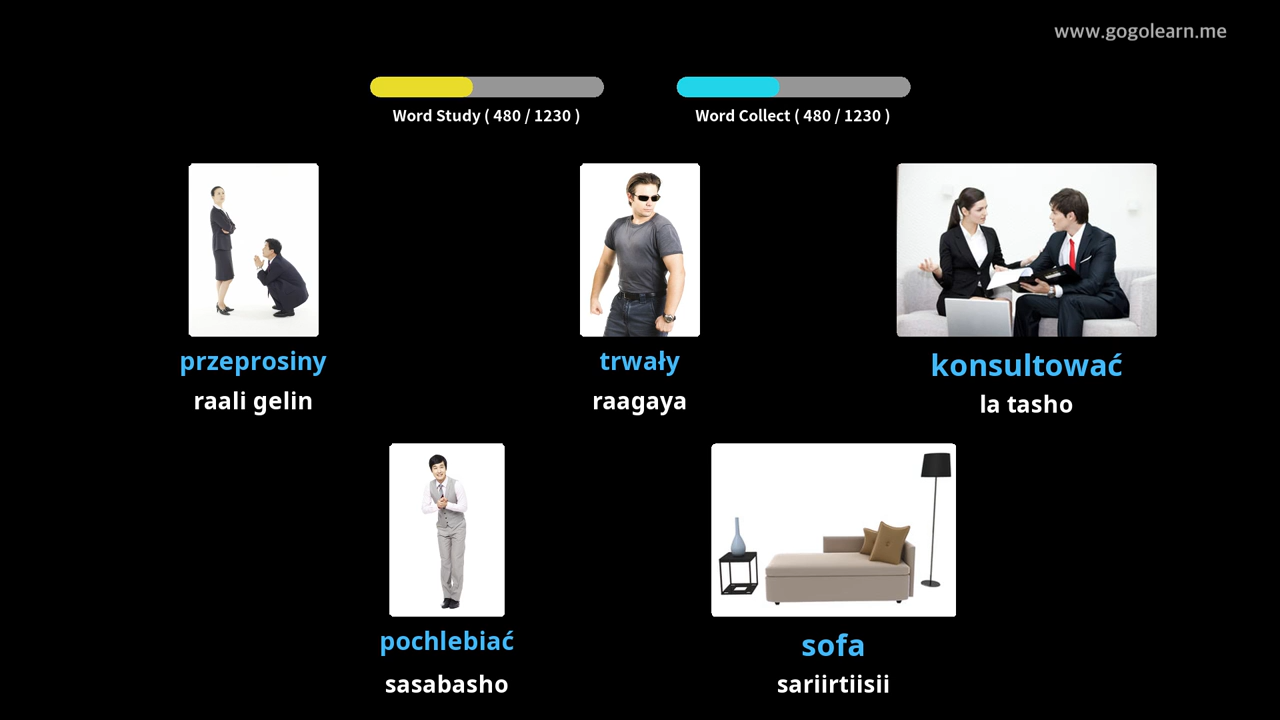 www.gogolearn.me
Word Study ( 480 / 1230 )
Word Collect ( 480 / 1230 )
przeprosiny
raali gelin
trwały
raagaya
konsultować
la tasho
pochlebiać
sasabasho
sofa
sariirtiisii